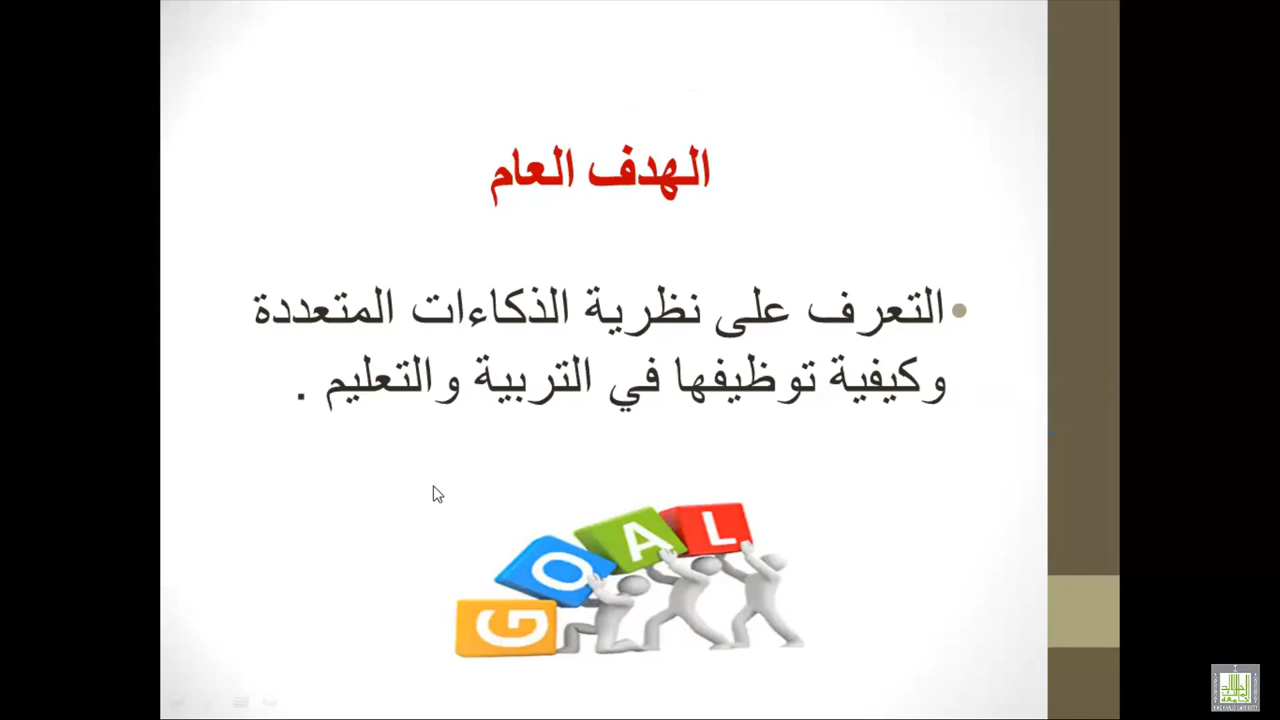 الهدف العام
•التعرف على نظرية الذكاءات المتعددة
وكيفية توظيفها في التربية والتعليم .
GOAL